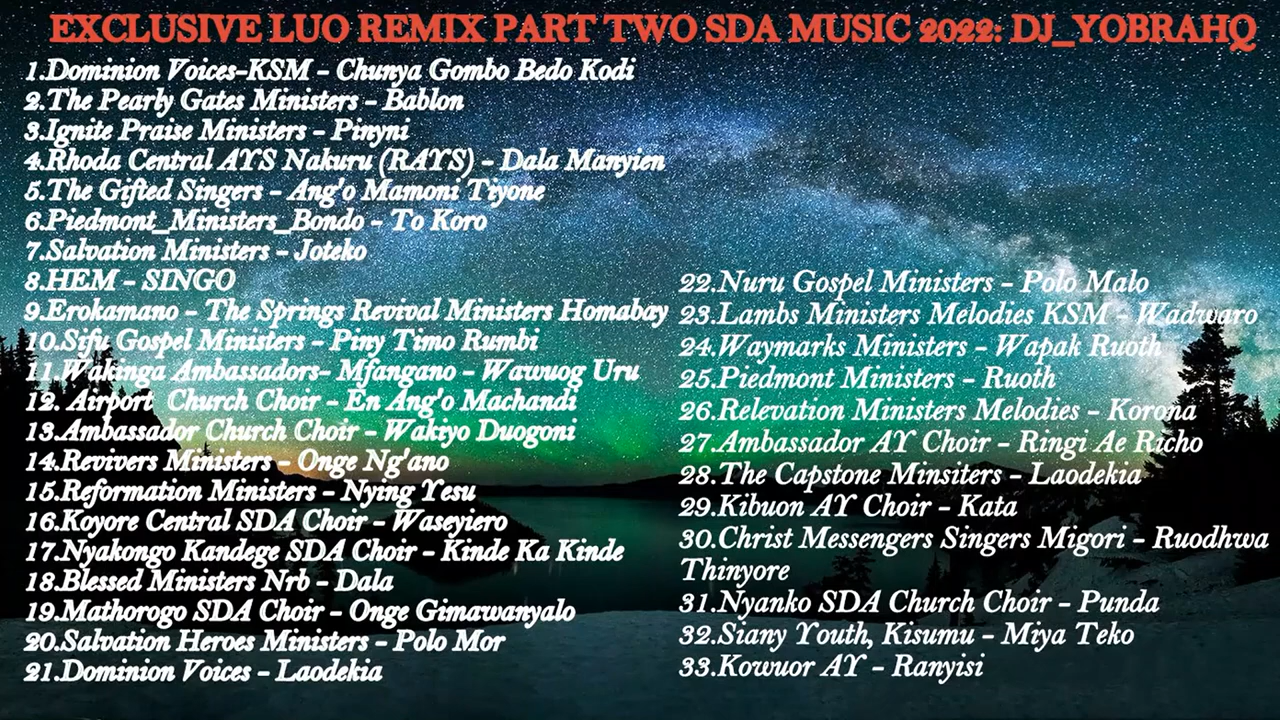 EXCLUSIVE LUO REMIX PART TWO SDA MUSIC 2022: DJ_YOBRAHQ
1.Dominion Voices-KSM - Chunya Gombo Bedo Kodi
2.The Pearly Gates Ministers - Bablon
3.Ignite Praise Ministers - Pinyni
4.Rhoda Central AYS Nakuru (RAYS) - Dala Manyien
5.The Gifted Singers - Ang'o Mamoni Tiyone
6.Piedmont_Ministers_Bondo - To Koro
7.Salvation Ministers - Joteko
8.HEM - SINGO
9.Erokamano - The Springs Revival Ministers Homabay
10.Sifu Gospel Ministers - Piny Timo Rumbi
11.Wakinga Ambassadors- Mfangano - Wawuog Uru
12. Airport  Church Choir - En Ang'o Machandi
13.Ambassador Church Choir - Wakiyo Duogoni
14.Revivers Ministers - Onge Ng'ano
15.Reformation Ministers - Nying Yesu
16.Koyore Central SDA Choir - Waseyiero
17.Nyakongo Kandege SDA Choir - Kinde Ka Kinde
18.Blessed Ministers Nrb - Dala
19.Mathorogo SDA Choir - Onge Gimawanyalo
20.Salvation Heroes Ministers - Polo Mor
21.Dominion Voices - Laodekia
22.Nuru Gospel Ministers - Polo Malo
23.Lambs Ministers Melodies KSM - Wadwaro
24.Waymarks Ministers - Wapak Ruoth
25.Piedmont Ministers - Ruoth
26.Relevation Ministers Melodies - Korona
27.Ambassador AY Choir - Ringi Ae Richo
28.The Capstone Minsiters - Laodekia
29.Kibuon AY Choir - Kata
30.Christ Messengers Singers Migori - Ruodhwa
Thinyore
31.Nyanko SDA Church Choir - Punda
32.Siany Youth, Kisumu - Miya Teko
33.Kowuor AY - Ranyisi